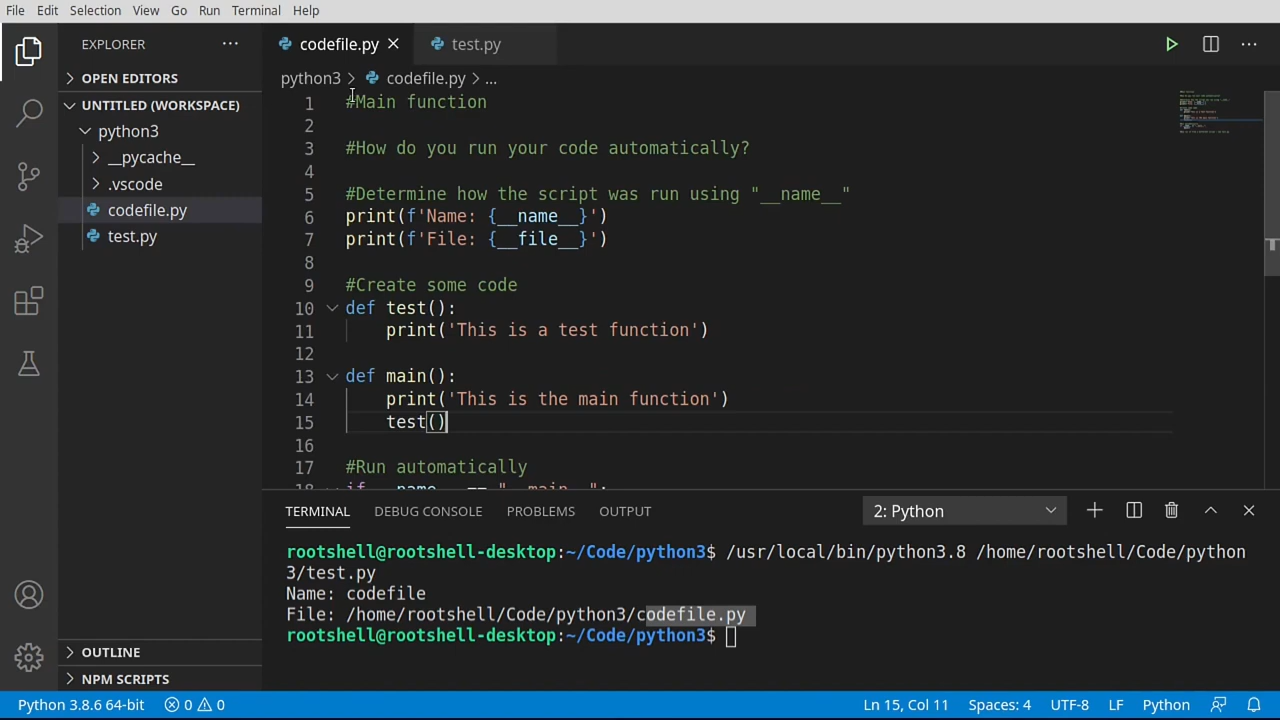 File Edit Selection View Go Run Terminal Help
EXPLORER ...
OPEN EDITORS
UNTITLED (WORKSPACE)
python3
__pycache__
.vscode
codefile.py
test.py
OUTLINE
NPM SCRIPTS
codefile.py test.py
python3 > codefile.py > ...
1 #Main function
2
3 #How do you run your code automatically?
4
5 #Determine how the script was run using "__name__"
6 print(f'Name: {__name__}')
7 print(f'File: {__file__}')
8
9 #Create some code
10 def test():
11 print('This is a test function')
12
13 def main():
14 print('This is the main function')
15 test()
16
17 #Run automatically
18 if __name__ == "__main__":
TERMINAL DEBUG CONSOLE PROBLEMS OUTPUT 2: Python
rootshell@rootshell-desktop:~/Code/python3$ /usr/local/bin/python3.8 /home/rootshell/Code/python
3/test.py
Name: codefile
File: /home/rootshell/Code/python3/codefile.py
rootshell@rootshell-desktop:~/Code/python3$
Python 3.8.6 64-bit 0 0 Ln 15, Col 11 Spaces: 4 UTF-8 LF Python